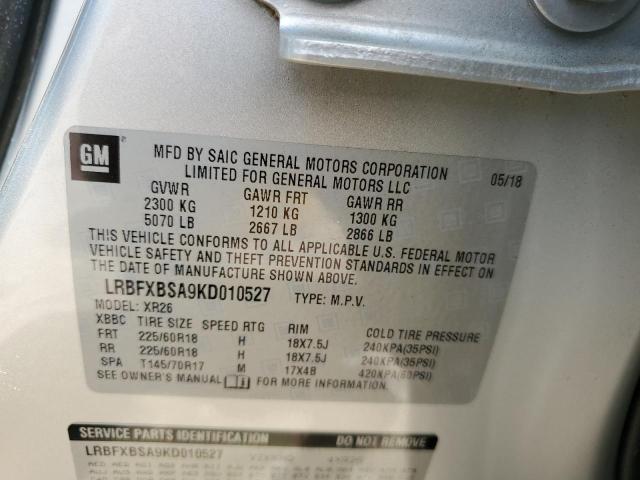 GM
MFD BY SAIC GENERAL MOTORS CORPORATION
LIMITED FOR GENERAL MOTORS LLC
05/18
GVWR GAWR FRT GAWR RR
2300 KG 1210 KG 1300 KG
5070 LB 2667 LB 2866 LB
THIS VEHICLE CONFORMS TO ALL APPLICABLE U.S. FEDERAL MOTOR
VEHICLE SAFETY AND THEFT PREVENTION STANDARDS IN EFFECT ON
THE DATE OF MANUFACTURE SHOWN ABOVE.
LRBFXBSA9KD010527 TYPE: M.P.V.
MODEL: XR26
XBBC TIRE SIZE SPEED RTG RIM COLD TIRE PRESSURE
FRT 225/60R18 H 18X7.5J 240KPA(35PSI)
RR 225/60R18 H 18X7.5J 240KPA(35PSI)
SPA T145/70R17 M 17X4B 420KPA(60PSI)
SEE OWNER'S MANUAL FOR MORE INFORMATION.
SERVICE PARTS IDENTIFICATION DO NOT REMOVE
LRBFXBSA9KD010527